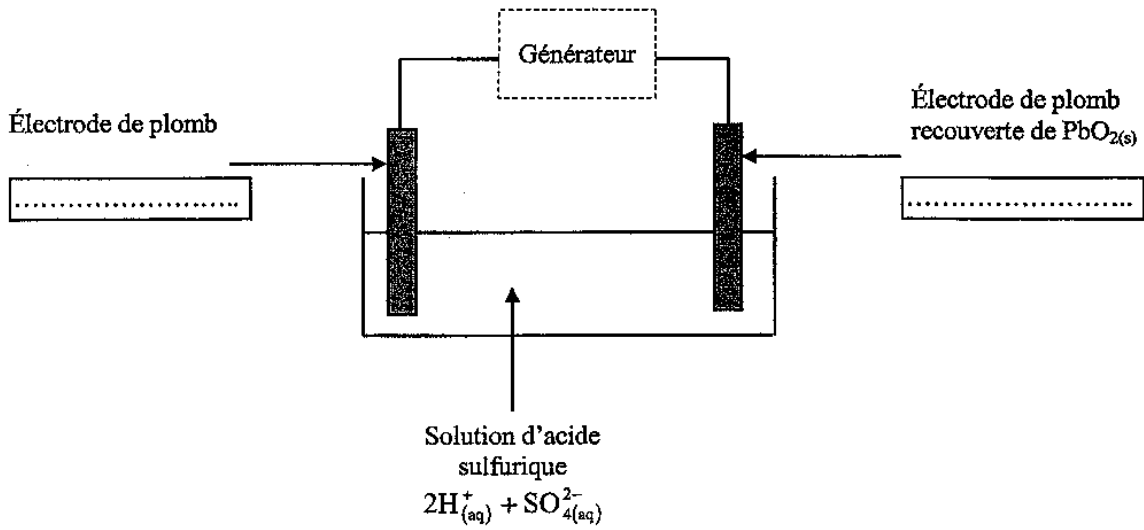 Générateur
Électrode de plomb
Électrode de plomb
recouverte de PbO₂₍ₛ₎
Solution d'acide
sulfurique
2H⁺₍aq₎ + SO₄²⁻₍aq₎